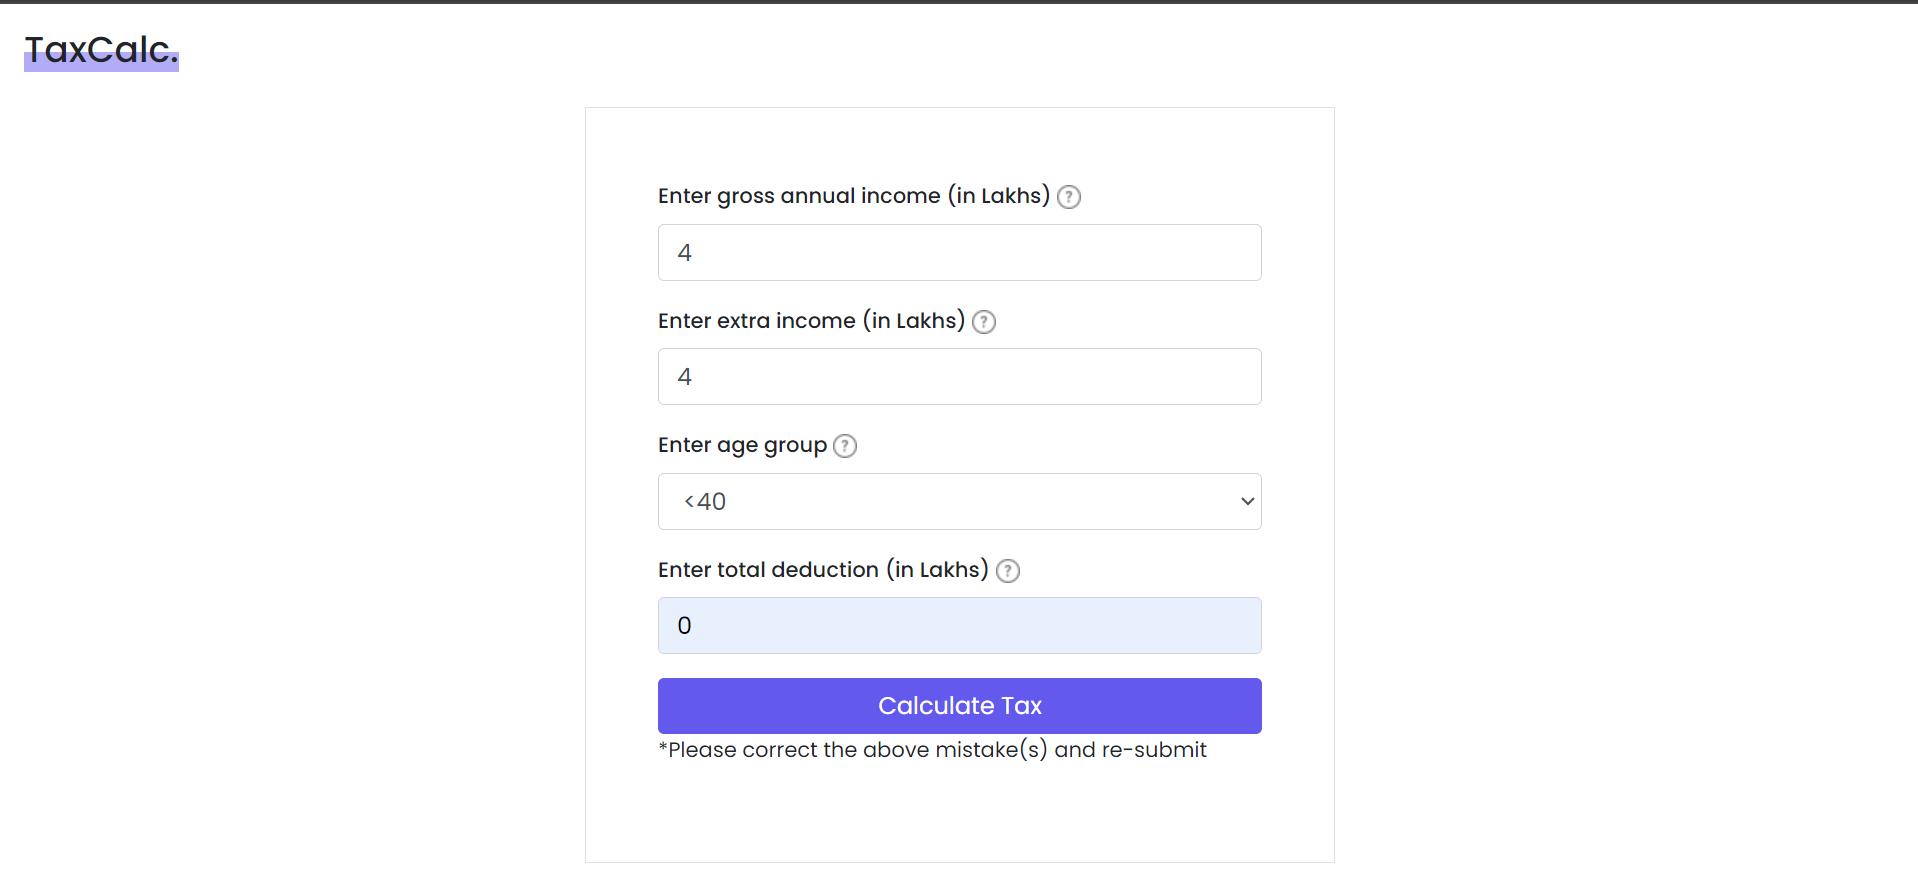 TaxCalc.
Enter gross annual income (in Lakhs) ?
4
Enter extra income (in Lakhs) ?
4
Enter age group ?
<40
Enter total deduction (in Lakhs) ?
0
Calculate Tax
*Please correct the above mistake(s) and re-submit